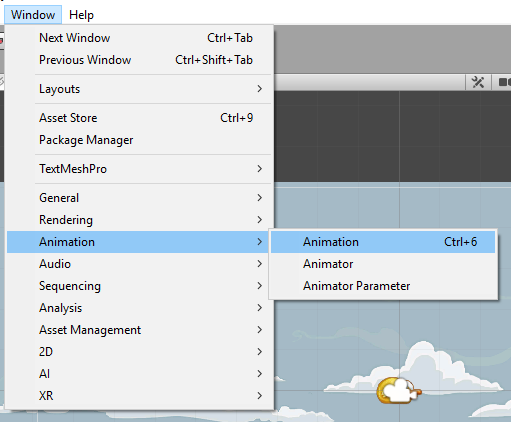 Window Help
Next Window Ctrl+Tab
Previous Window Ctrl+Shift+Tab
Layouts
Asset Store Ctrl+9
Package Manager
TextMeshPro
General
Rendering
Animation
Animation Ctrl+6
Audio
Animator
Sequencing
Animator Parameter
Analysis
Asset Management
2D
AI
XR